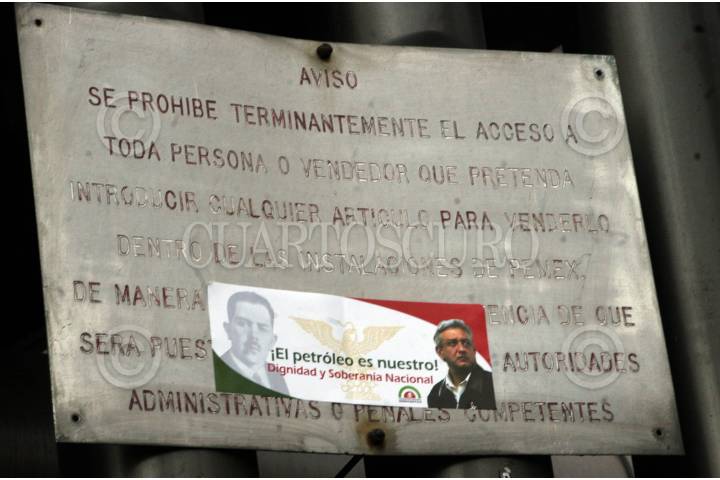 AVISO
SE PROHIBE TERMINANTEMENTE EL ACCESO A
TODA PERSONA O VENDEDOR QUE PRETENDA
INTRODUCIR CUALQUIER ARTICULO PARA VENDERLO
DENTRO DE LAS INSTALACIONES DE PEMEX,
CUARTOSCURO
DE MANERA ENCIA DE QUE
SERA PUES AUTORIDADES
ADMINISTRATIVAS O PENALES COMPETENTES
¡El petróleo es nuestro!
Dignidad y Soberanía Nacional